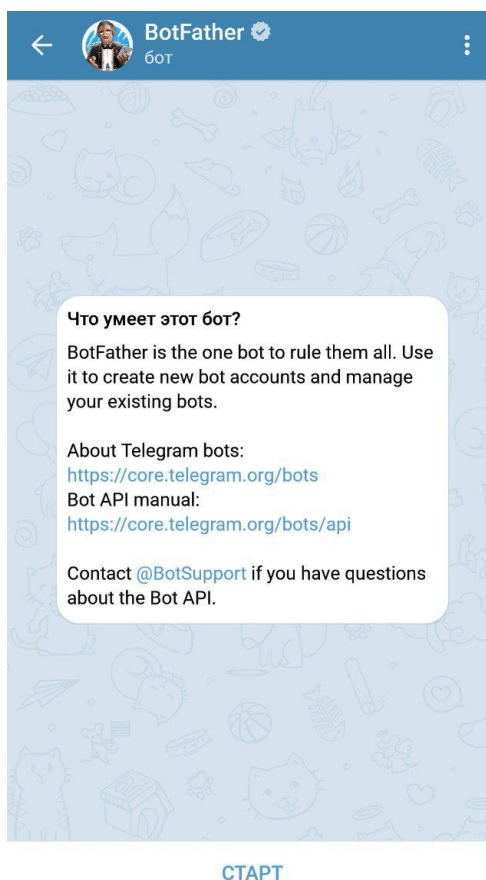 BotFather
бот
Что умеет этот бот?
BotFather is the one bot to rule them all. Use
it to create new bot accounts and manage
your existing bots.
About Telegram bots:
https://core.telegram.org/bots
Bot API manual:
https://core.telegram.org/bots/api
Contact @BotSupport if you have questions
about the Bot API.
СТАРТ